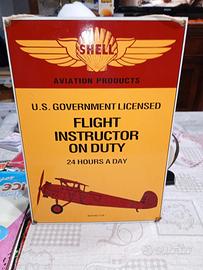 SHELL
AVIATION PRODUCTS
U.S. GOVERNMENT LICENSED
FLIGHT
INSTRUCTOR
ON DUTY
24 HOURS A DAY